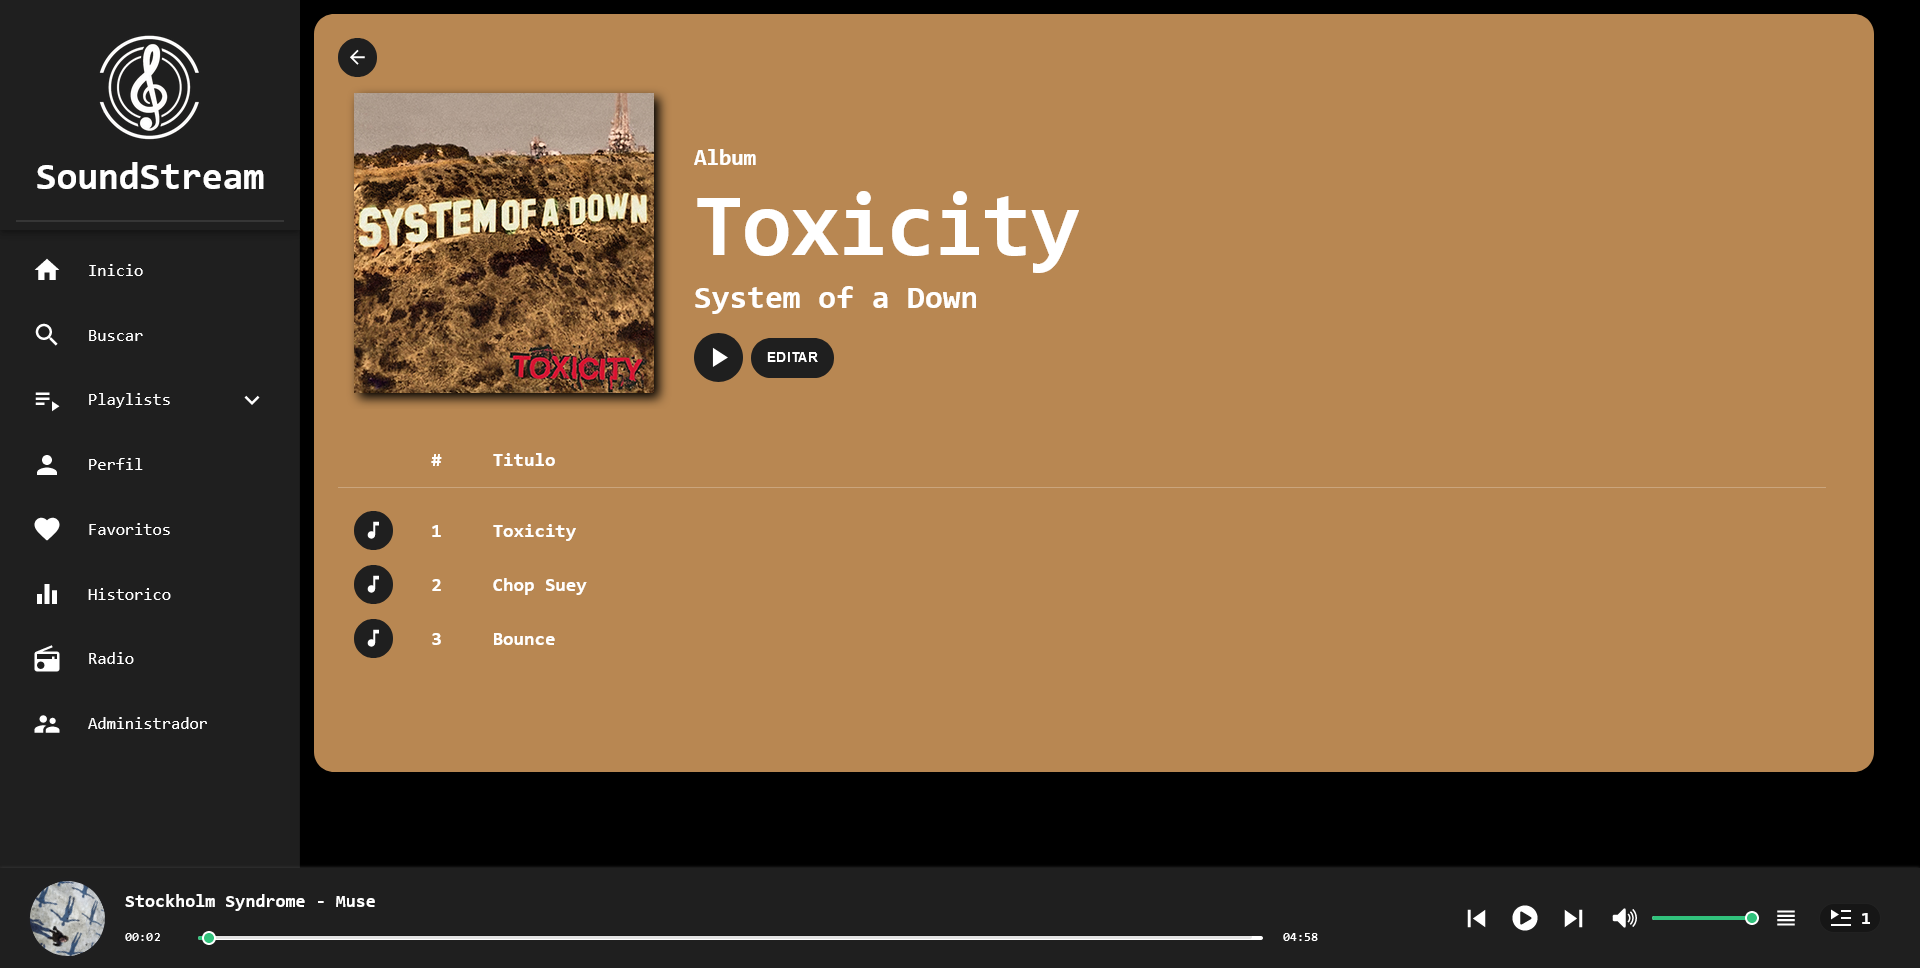 SoundStream
Inicio
Buscar
Playlists
Perfil
Favoritos
Historico
Radio
Administrador
SYSTEM OF A DOWN
TOXICITY
Album
Toxicity
System of a Down
EDITAR
# Titulo
1 Toxicity
2 Chop Suey
3 Bounce
Stockholm Syndrome - Muse
00:02 04:58
1